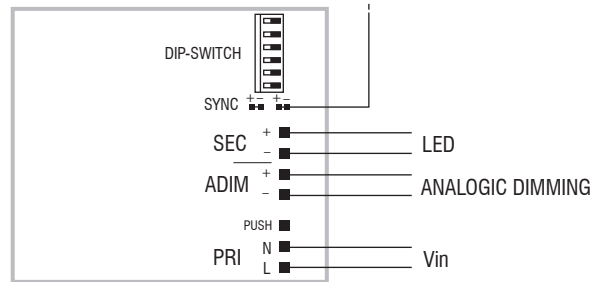 DIP-SWITCH
SYNC + - + -
SEC + - LED
ADIM + - ANALOGIC DIMMING
PUSH
PRI N L Vin